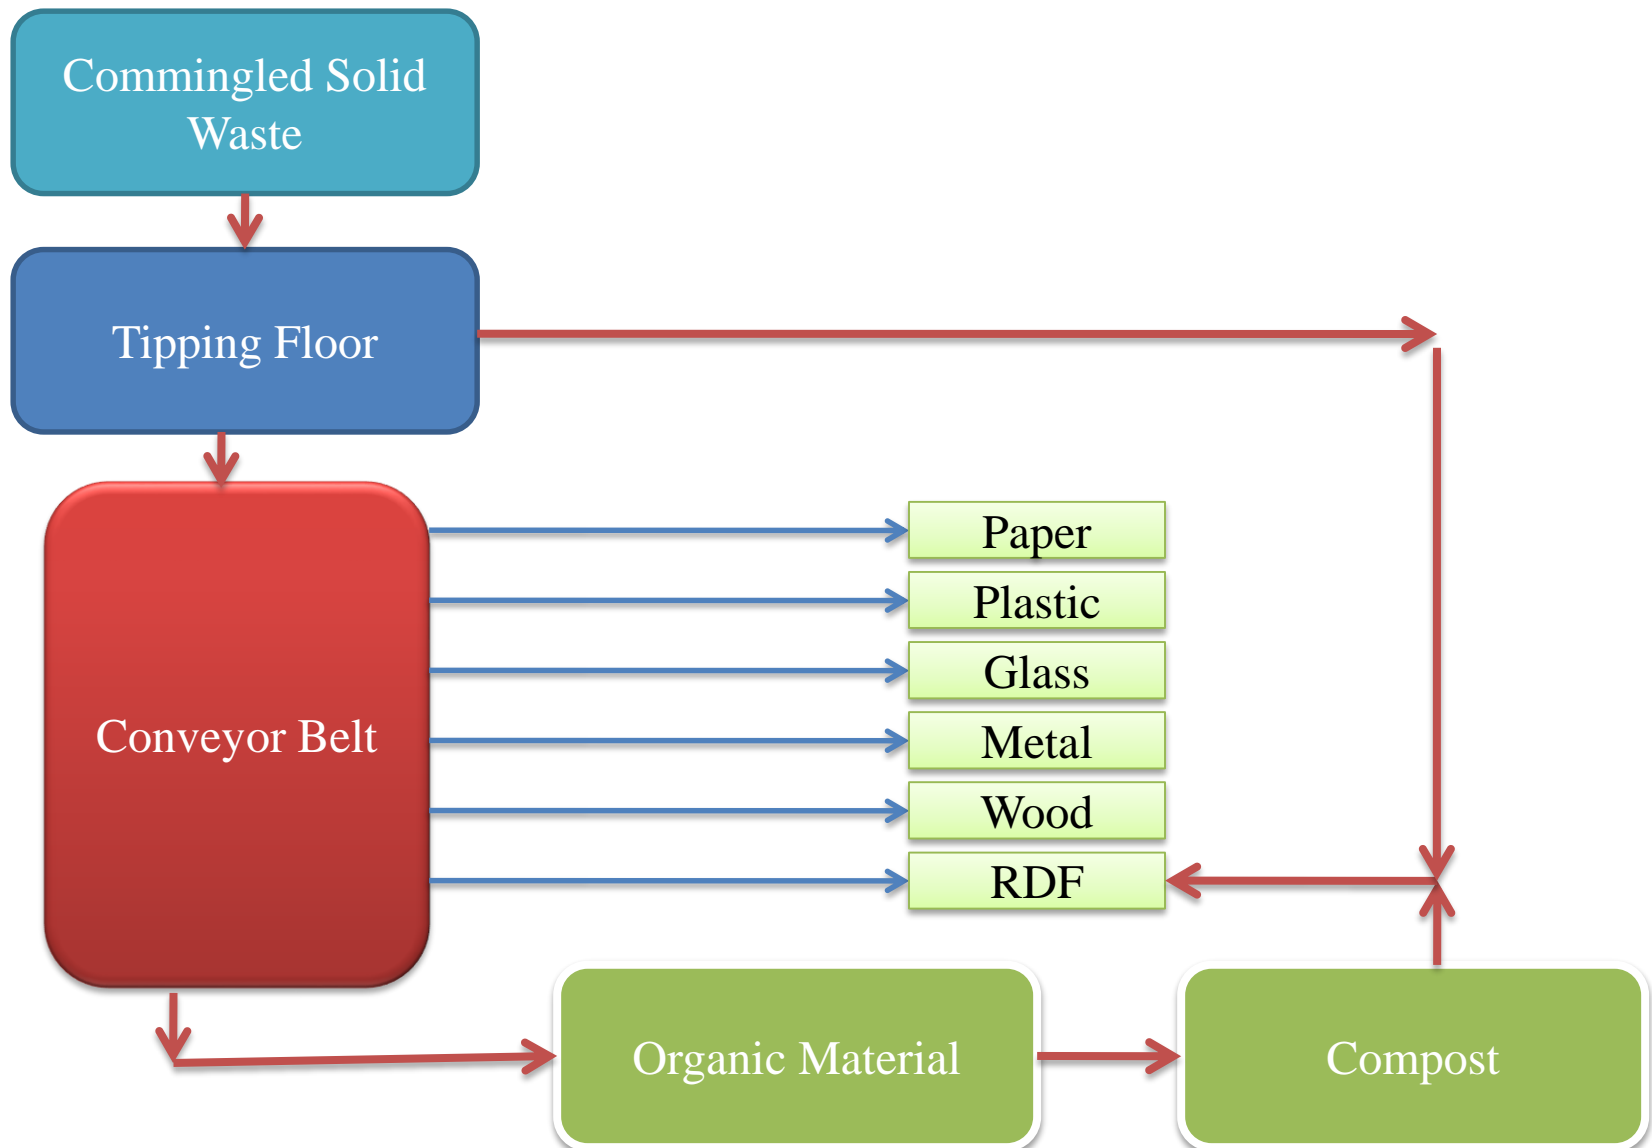 Commingled Solid
Waste
Tipping Floor
Conveyor Belt
Paper
Plastic
Glass
Metal
Wood
RDF
Organic Material
Compost